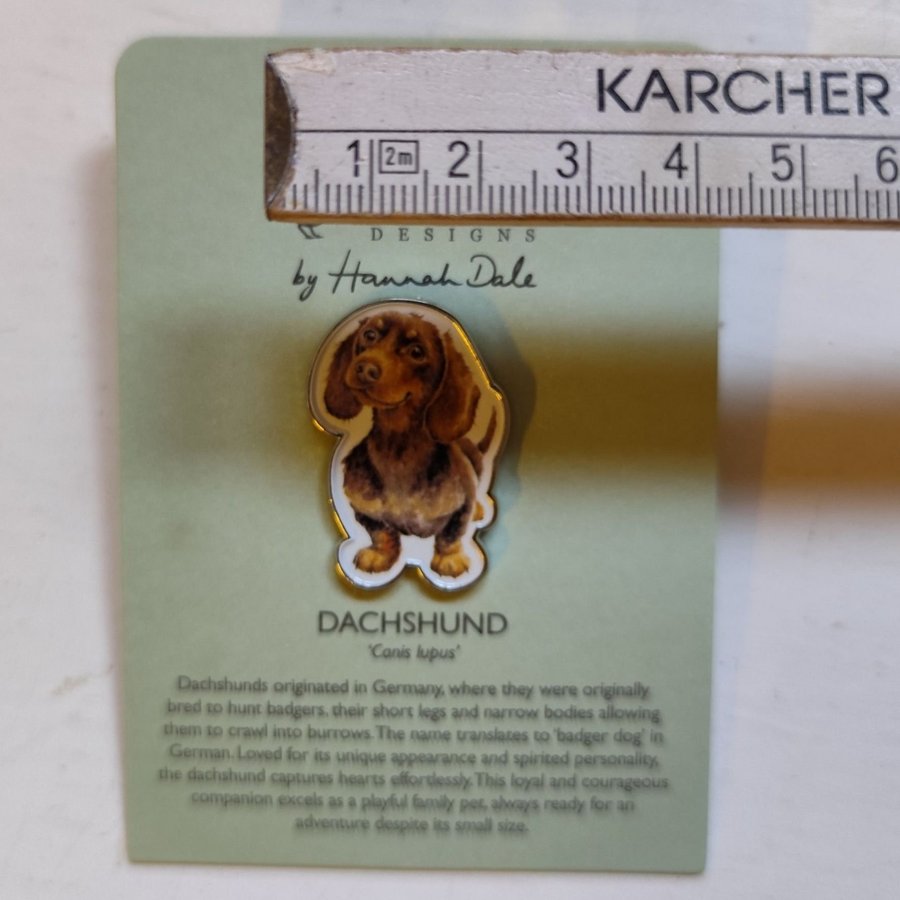 KARCHER
1 2m 2 3 4 5 6
DESIGNS
by Hannah Dale
DACHSHUND
'Canis lupus'
Dachshunds originated in Germany, where they were originally
bred to hunt badgers, their short legs and narrow bodies allowing
them to crawl into burrows. The name translates to 'badger dog' in
German. Loved for its unique appearance and spirited personality,
the dachshund captures hearts effortlessly. This loyal and courageous
companion excels as a playful family pet, always ready for an
adventure despite its small size.